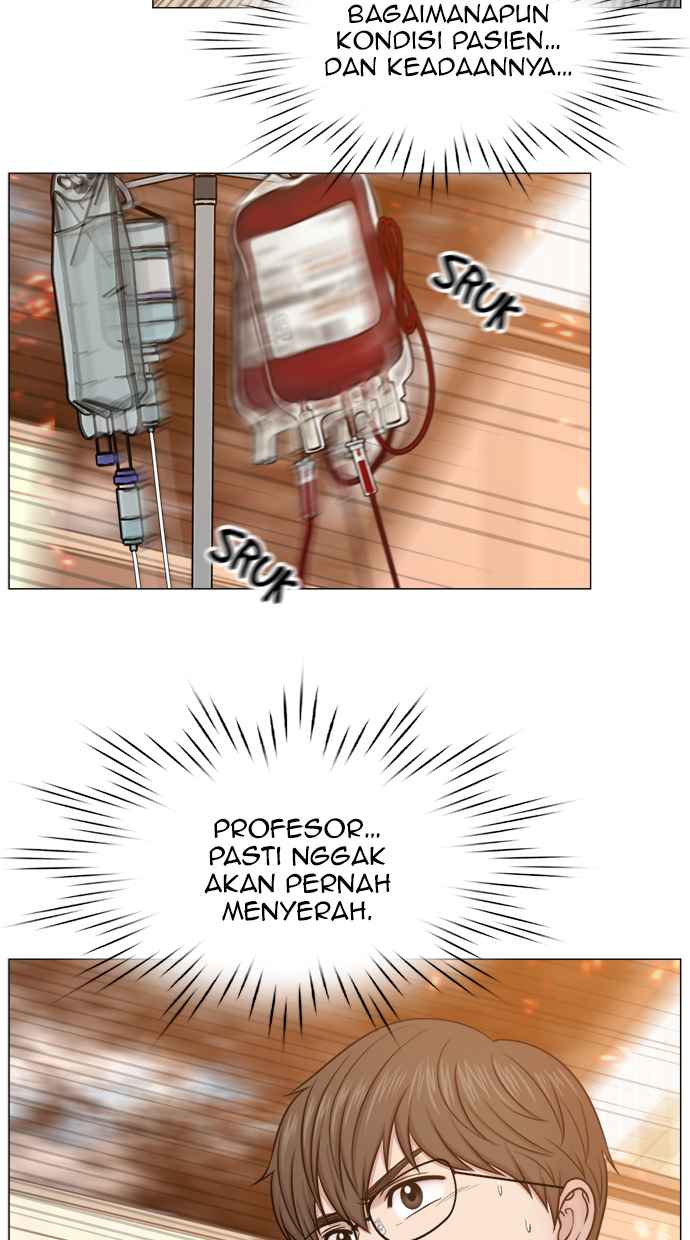 BAGAIMANAPUN
KONDISI PASIEN...
DAN KEADAANNYA...
SRUK
SRUK
PROFESOR...
PASTI NGGAK
AKAN PERNAH
MENYERAH.